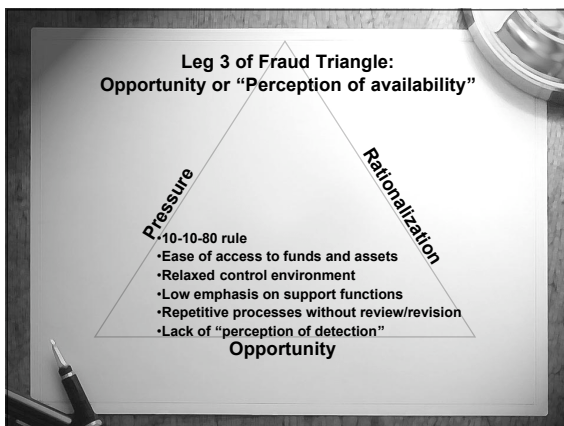 Leg 3 of Fraud Triangle:
Opportunity or “Perception of availability”
Pressure
Rationalization
•10-10-80 rule
•Ease of access to funds and assets
•Relaxed control environment
•Low emphasis on support functions
•Repetitive processes without review/revision
•Lack of “perception of detection”
Opportunity